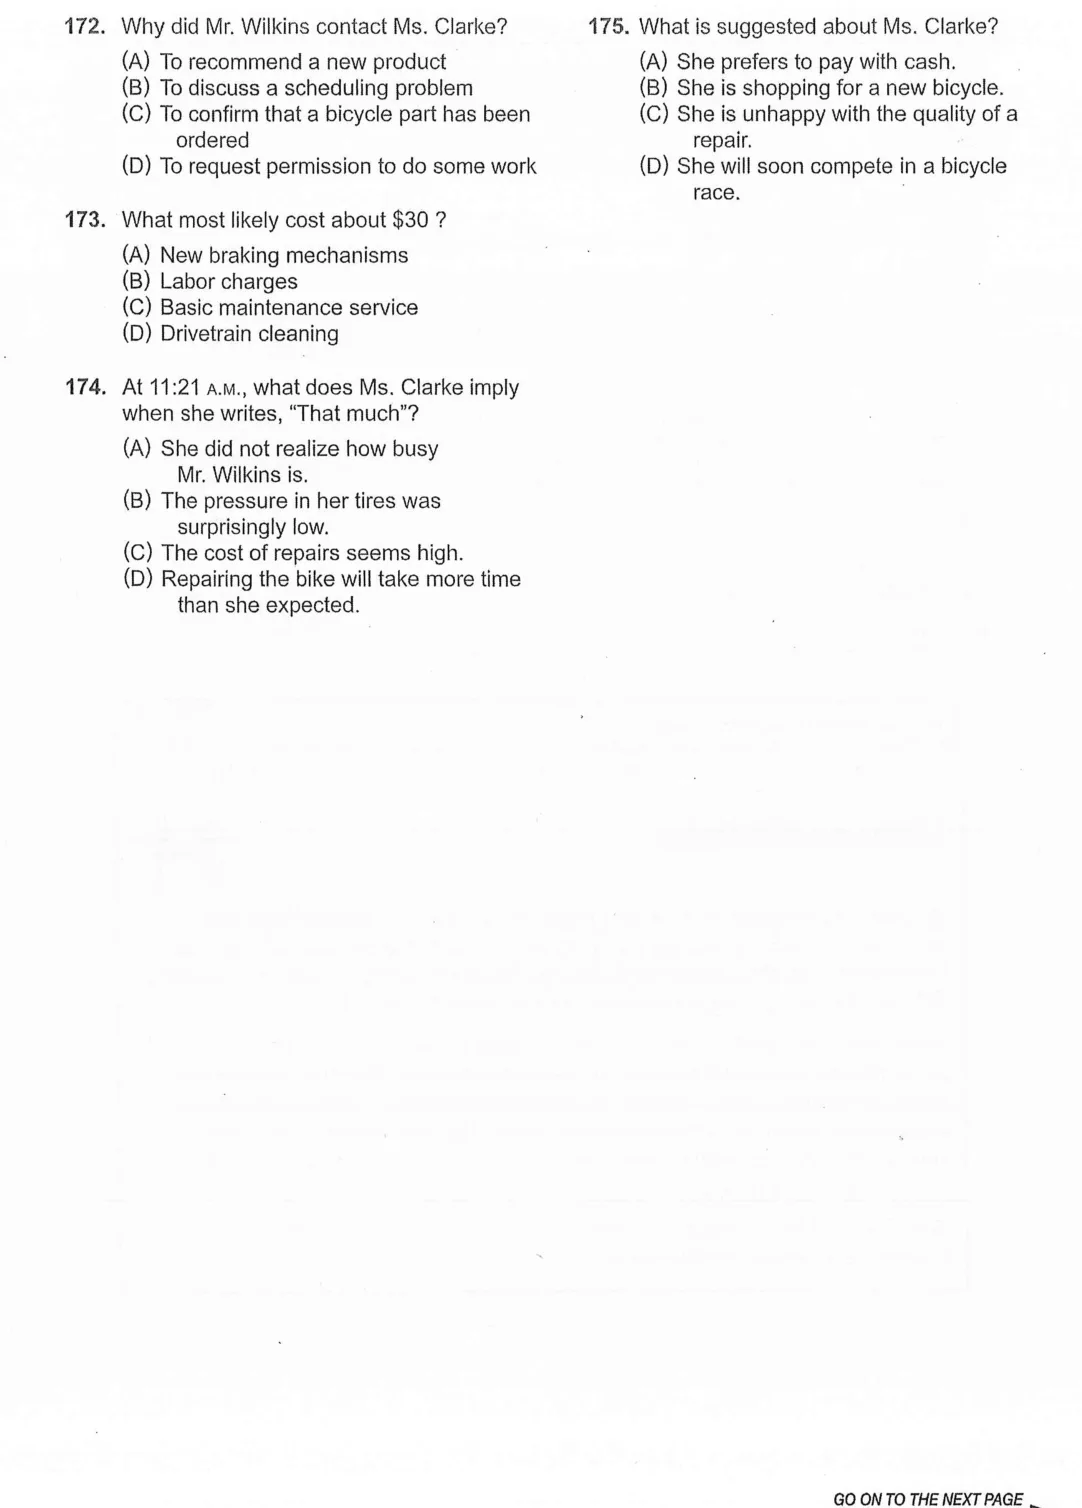 172. Why did Mr. Wilkins contact Ms. Clarke?
(A) To recommend a new product
(B) To discuss a scheduling problem
(C) To confirm that a bicycle part has been
ordered
(D) To request permission to do some work
173. What most likely cost about $30 ?
(A) New braking mechanisms
(B) Labor charges
(C) Basic maintenance service
(D) Drivetrain cleaning
174. At 11:21 A.M., what does Ms. Clarke imply
when she writes, “That much”?
(A) She did not realize how busy
Mr. Wilkins is.
(B) The pressure in her tires was
surprisingly low.
(C) The cost of repairs seems high.
(D) Repairing the bike will take more time
than she expected.
175. What is suggested about Ms. Clarke?
(A) She prefers to pay with cash.
(B) She is shopping for a new bicycle.
(C) She is unhappy with the quality of a
repair.
(D) She will soon compete in a bicycle
race.
GO ON TO THE NEXT PAGE